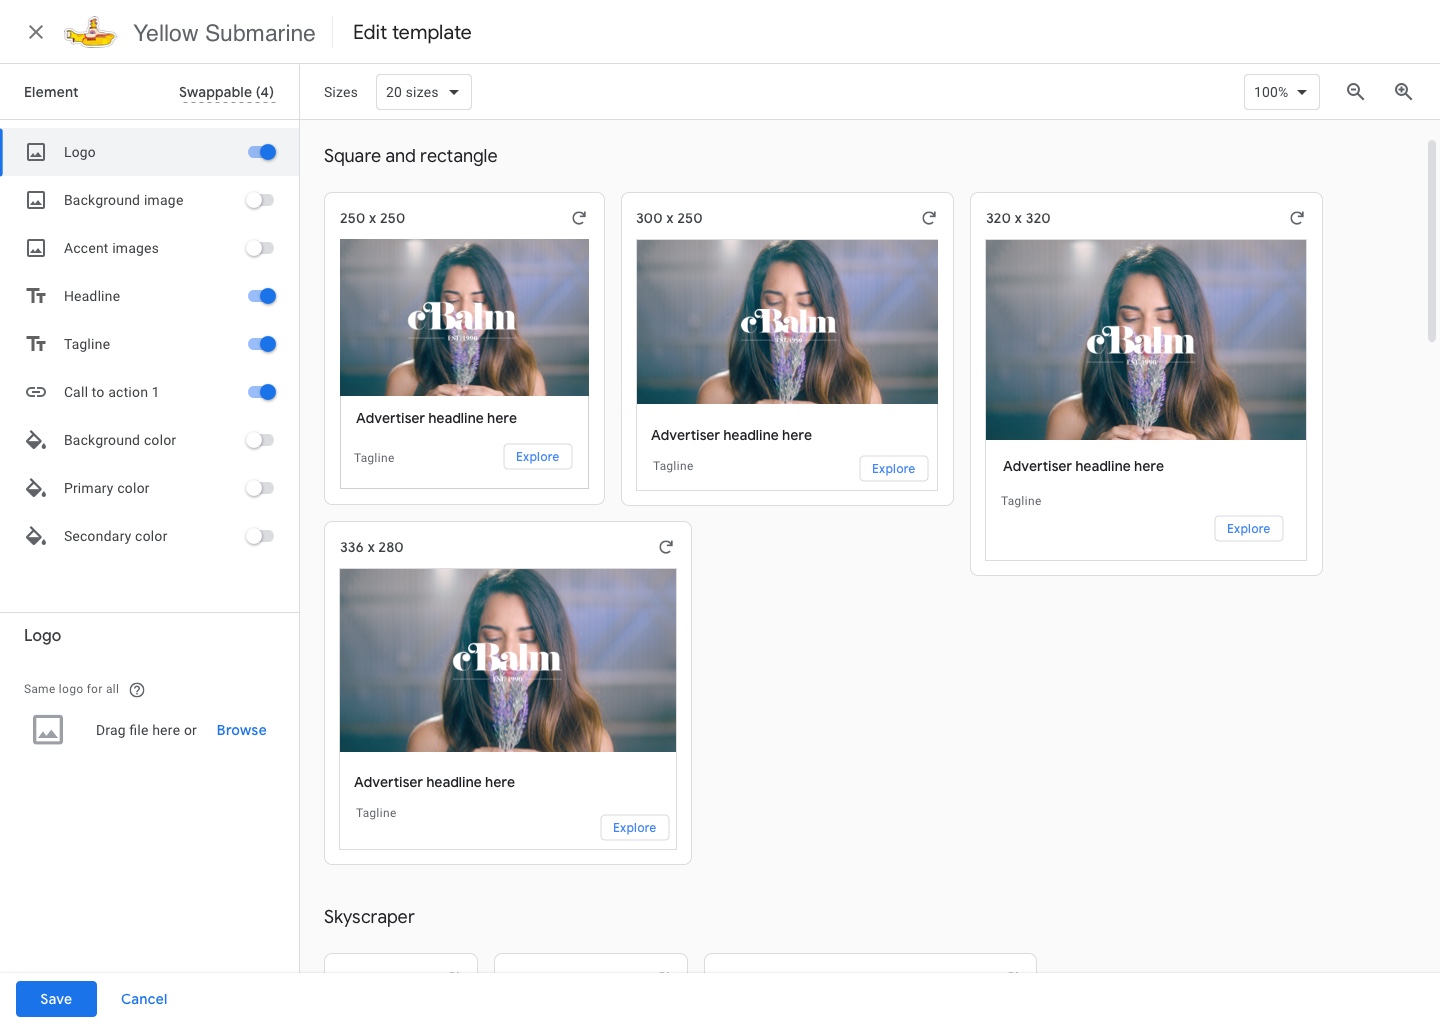 Yellow Submarine
Edit template
Element
Swappable (4)
Sizes
20 sizes
100%
Logo
Background image
Accent images
Headline
Tagline
Call to action 1
Background color
Primary color
Secondary color
Logo
Same logo for all
Drag file here or Browse
Square and rectangle
250 x 250
cBalm
EST. 1990
Advertiser headline here
Tagline
Explore
300 x 250
cBalm
EST. 1990
Advertiser headline here
Tagline
Explore
320 x 320
cBalm
EST. 1990
Advertiser headline here
Tagline
Explore
336 x 280
cBalm
EST. 1990
Advertiser headline here
Tagline
Explore
Skyscraper
Save
Cancel